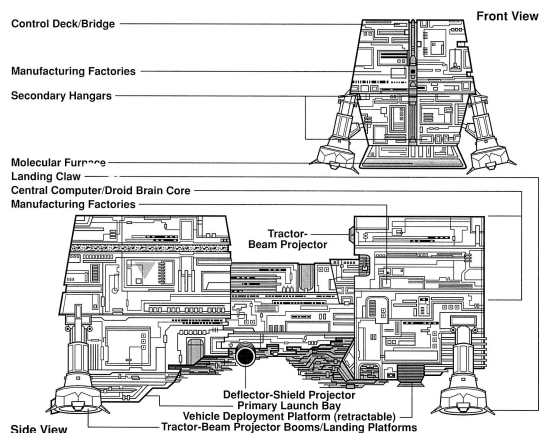 Front View
Control Deck/Bridge
Manufacturing Factories
Secondary Hangars
Molecular Furnace
Landing Claw
Central Computer/Droid Brain Core
Manufacturing Factories
Tractor-
Beam Projector
Deflector-Shield Projector
Primary Launch Bay
Vehicle Deployment Platform (retractable)
Tractor-Beam Projector Booms/Landing Platforms
Side View